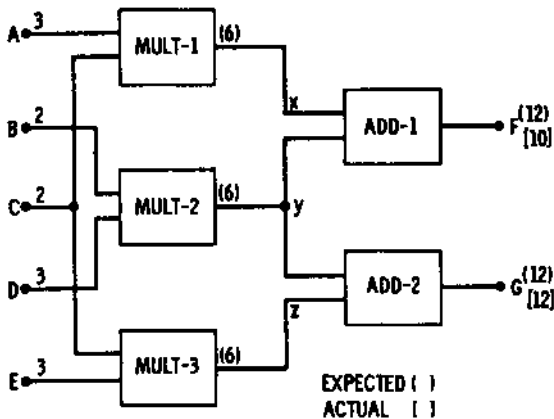 A 3
MULT-1
(6)
x
B 2
ADD-1
F (12)
[10]
C 2
MULT-2
(6)
y
D 3
ADD-2
G (12)
[12]
z
E 3
MULT-3
(6)
EXPECTED ( )
ACTUAL [ ]